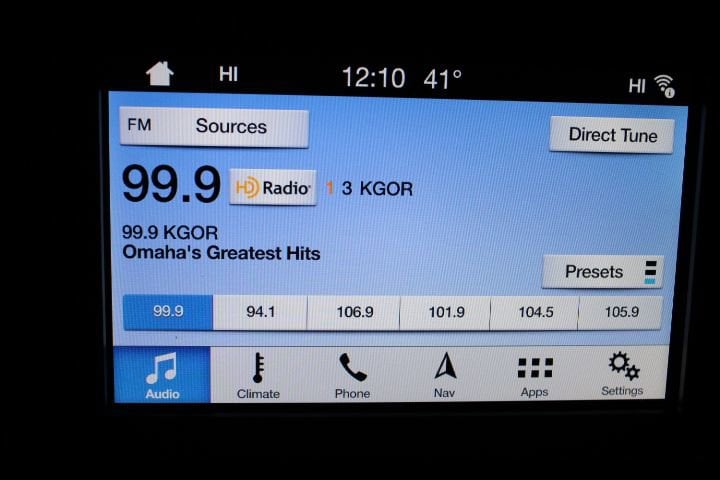 HI 12:10 41° HI
FM Sources
Direct Tune
99.9 HD Radio 1 3 KGOR
99.9 KGOR
Omaha's Greatest Hits
Presets
99.9 94.1 106.9 101.9 104.5 105.9
Audio Climate Phone Nav Apps Settings